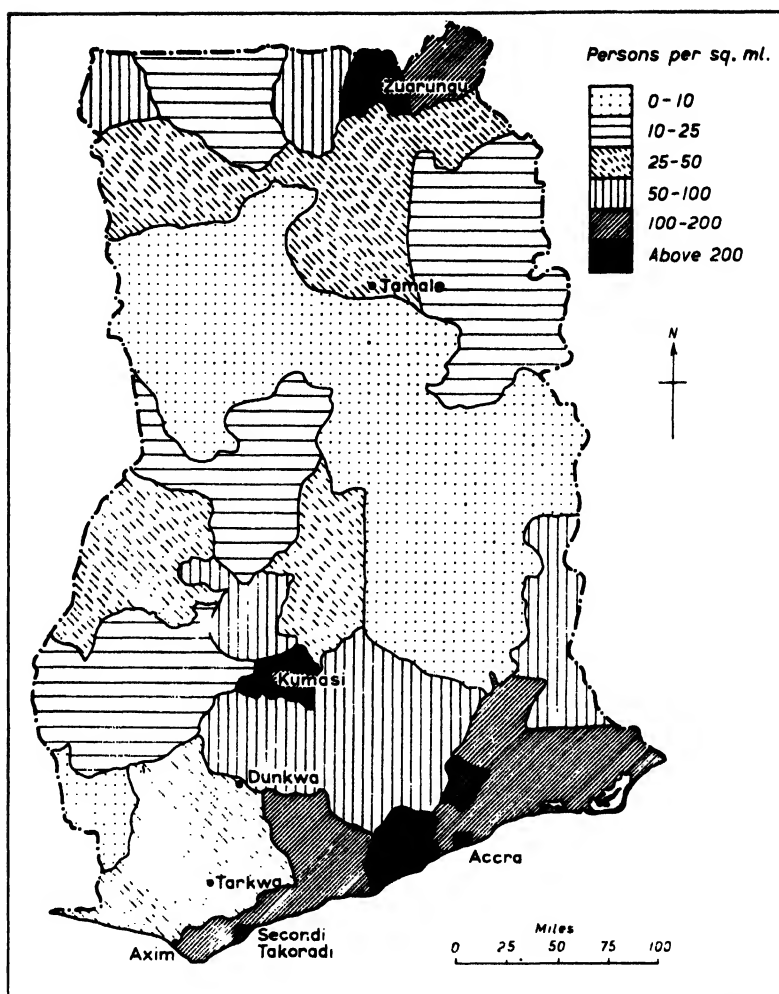 Persons per sq. ml.
0-10
10-25
25-50
50-100
100-200
Above 200
Zuarungu
Tamale
N
Kumasi
Dunkwa
Accra
Tarkwa
Axim
Secondi
Takoradi
Miles
0 25 50 75 100